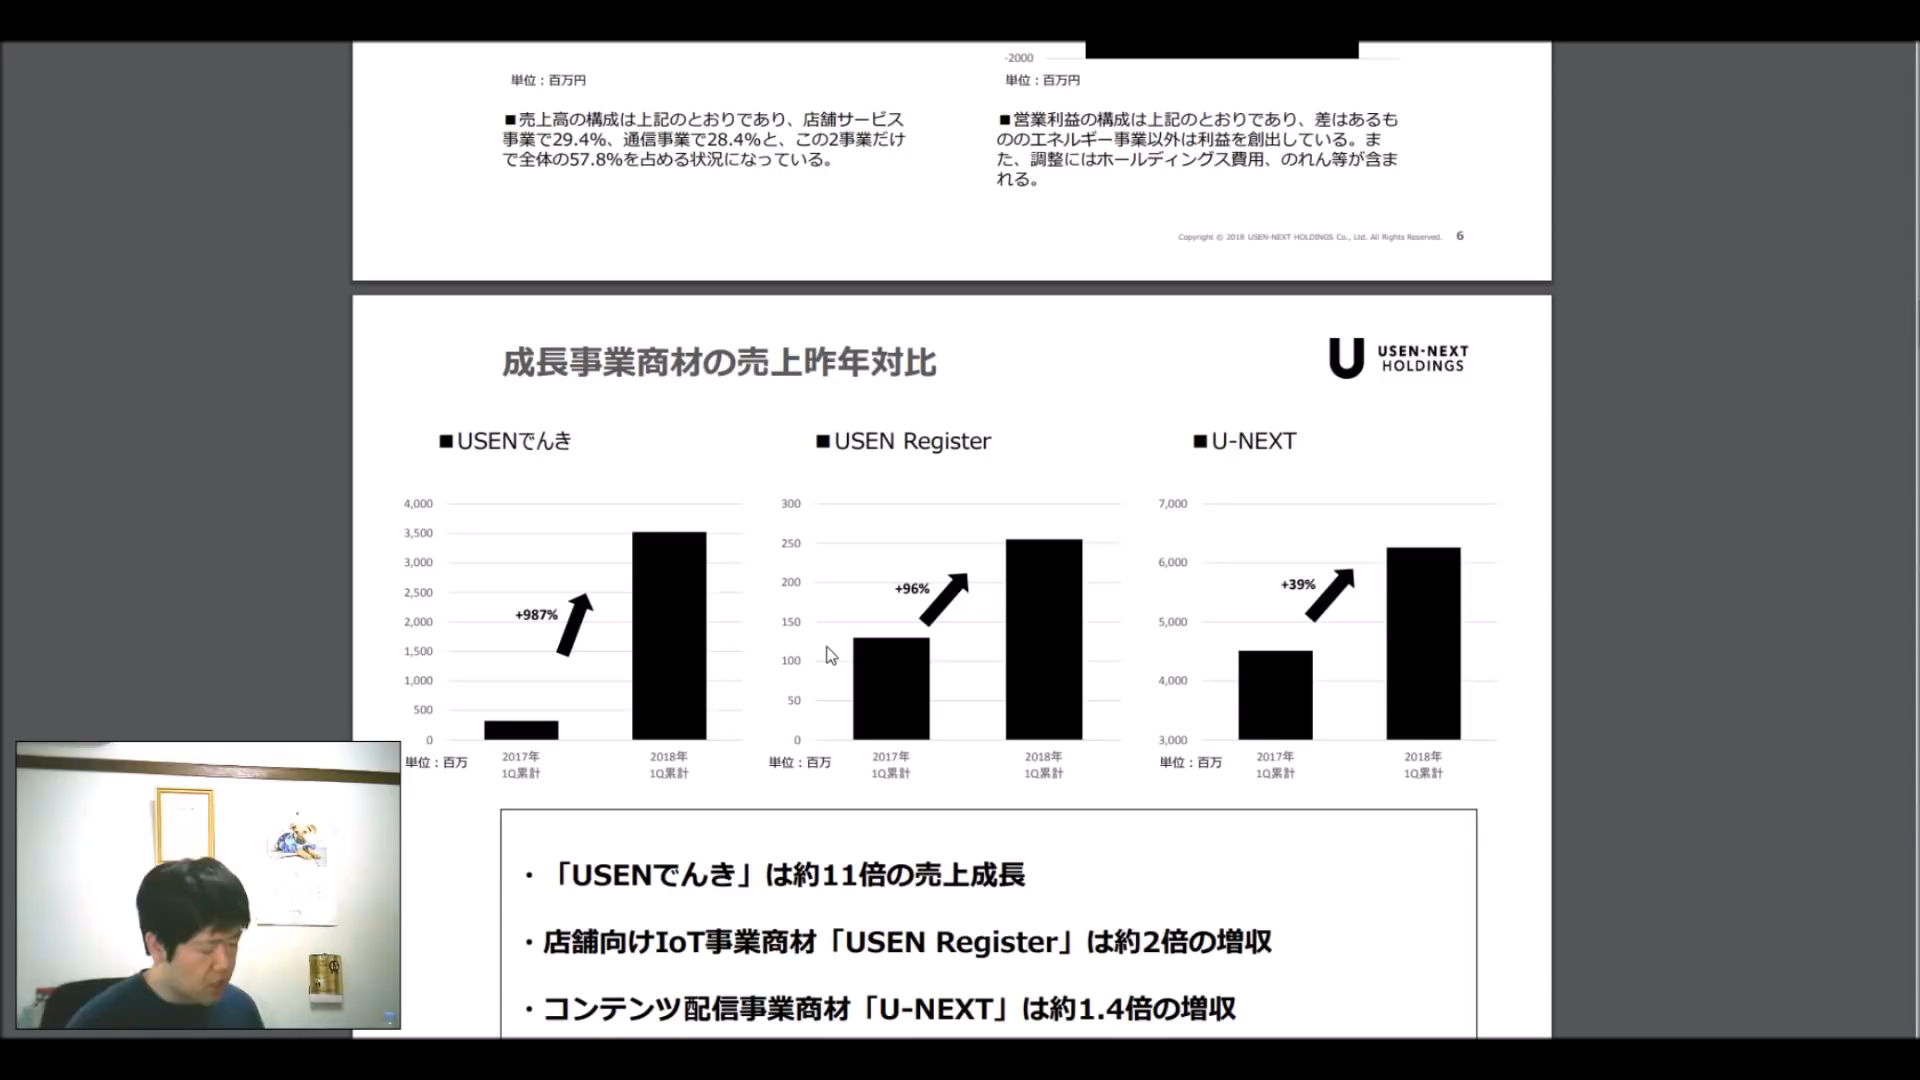 -2000
単位：百万円
単位：百万円
■売上高の構成は上記のとおりであり、店舗サービス
事業で29.4%、通信事業で28.4%と、この2事業だけ
で全体の57.8%を占める状況になっている。
■営業利益の構成は上記のとおりであり、差はあるも
ののエネルギー事業以外は利益を創出している。ま
た、調整にはホールディングス費用、のれん等が含ま
れる。
Copyright © 2018 USEN-NEXT HOLDINGS Co., Ltd. All Rights Reserved.
6
成長事業商材の売上昨年対比
U USEN-NEXT
HOLDINGS
■USENでんき
4,000
3,500
3,000
2,500
2,000
1,500
1,000
500
0
+987%
単位：百万
2017年
1Q累計
2018年
1Q累計
■USEN Register
300
250
200
150
100
50
0
+96%
単位：百万
2017年
1Q累計
2018年
1Q累計
■U-NEXT
7,000
6,000
5,000
4,000
3,000
+39%
単位：百万
2017年
1Q累計
2018年
1Q累計
・「USENでんき」は約11倍の売上成長
・店舗向けIoT事業商材「USEN Register」は約2倍の増収
・コンテンツ配信事業商材「U-NEXT」は約1.4倍の増収